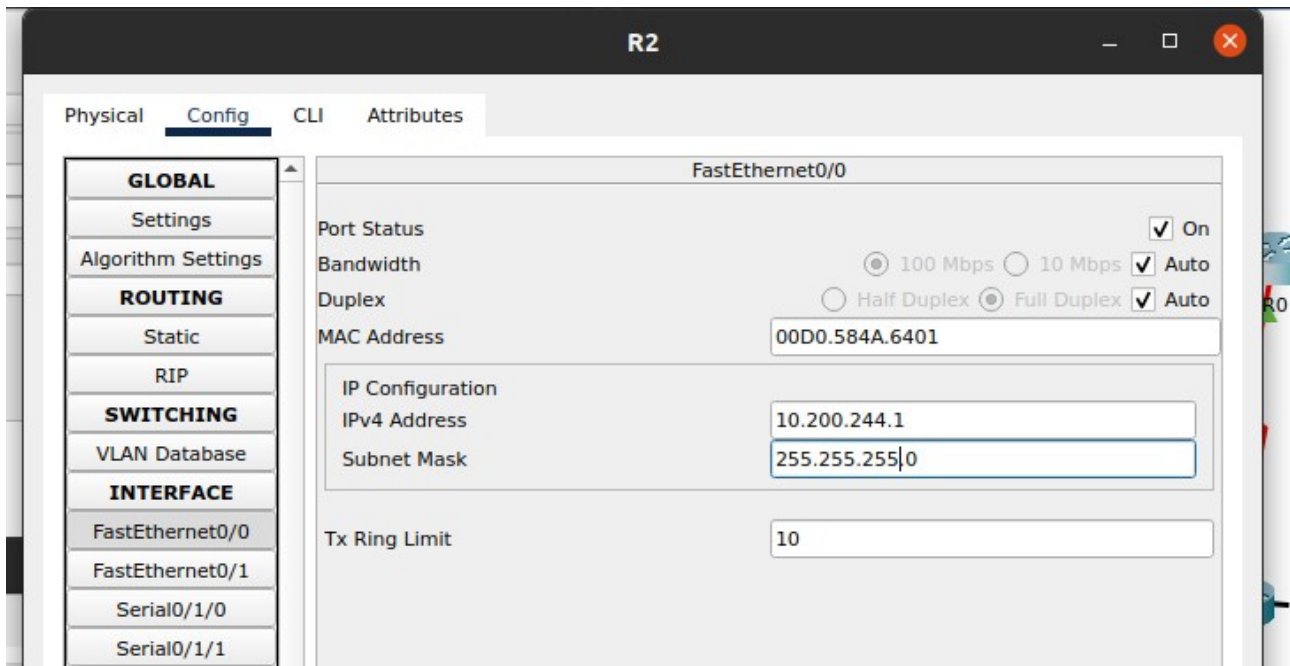 R2
Physical Config CLI Attributes
GLOBAL
Settings
Algorithm Settings
ROUTING
Static
RIP
SWITCHING
VLAN Database
INTERFACE
FastEthernet0/0
FastEthernet0/1
Serial0/1/0
Serial0/1/1
FastEthernet0/0
Port Status On
Bandwidth 100 Mbps 10 Mbps Auto
Duplex Half Duplex Full Duplex Auto
MAC Address 00D0.584A.6401
IP Configuration
IPv4 Address 10.200.244.1
Subnet Mask 255.255.255.0
Tx Ring Limit 10
R0